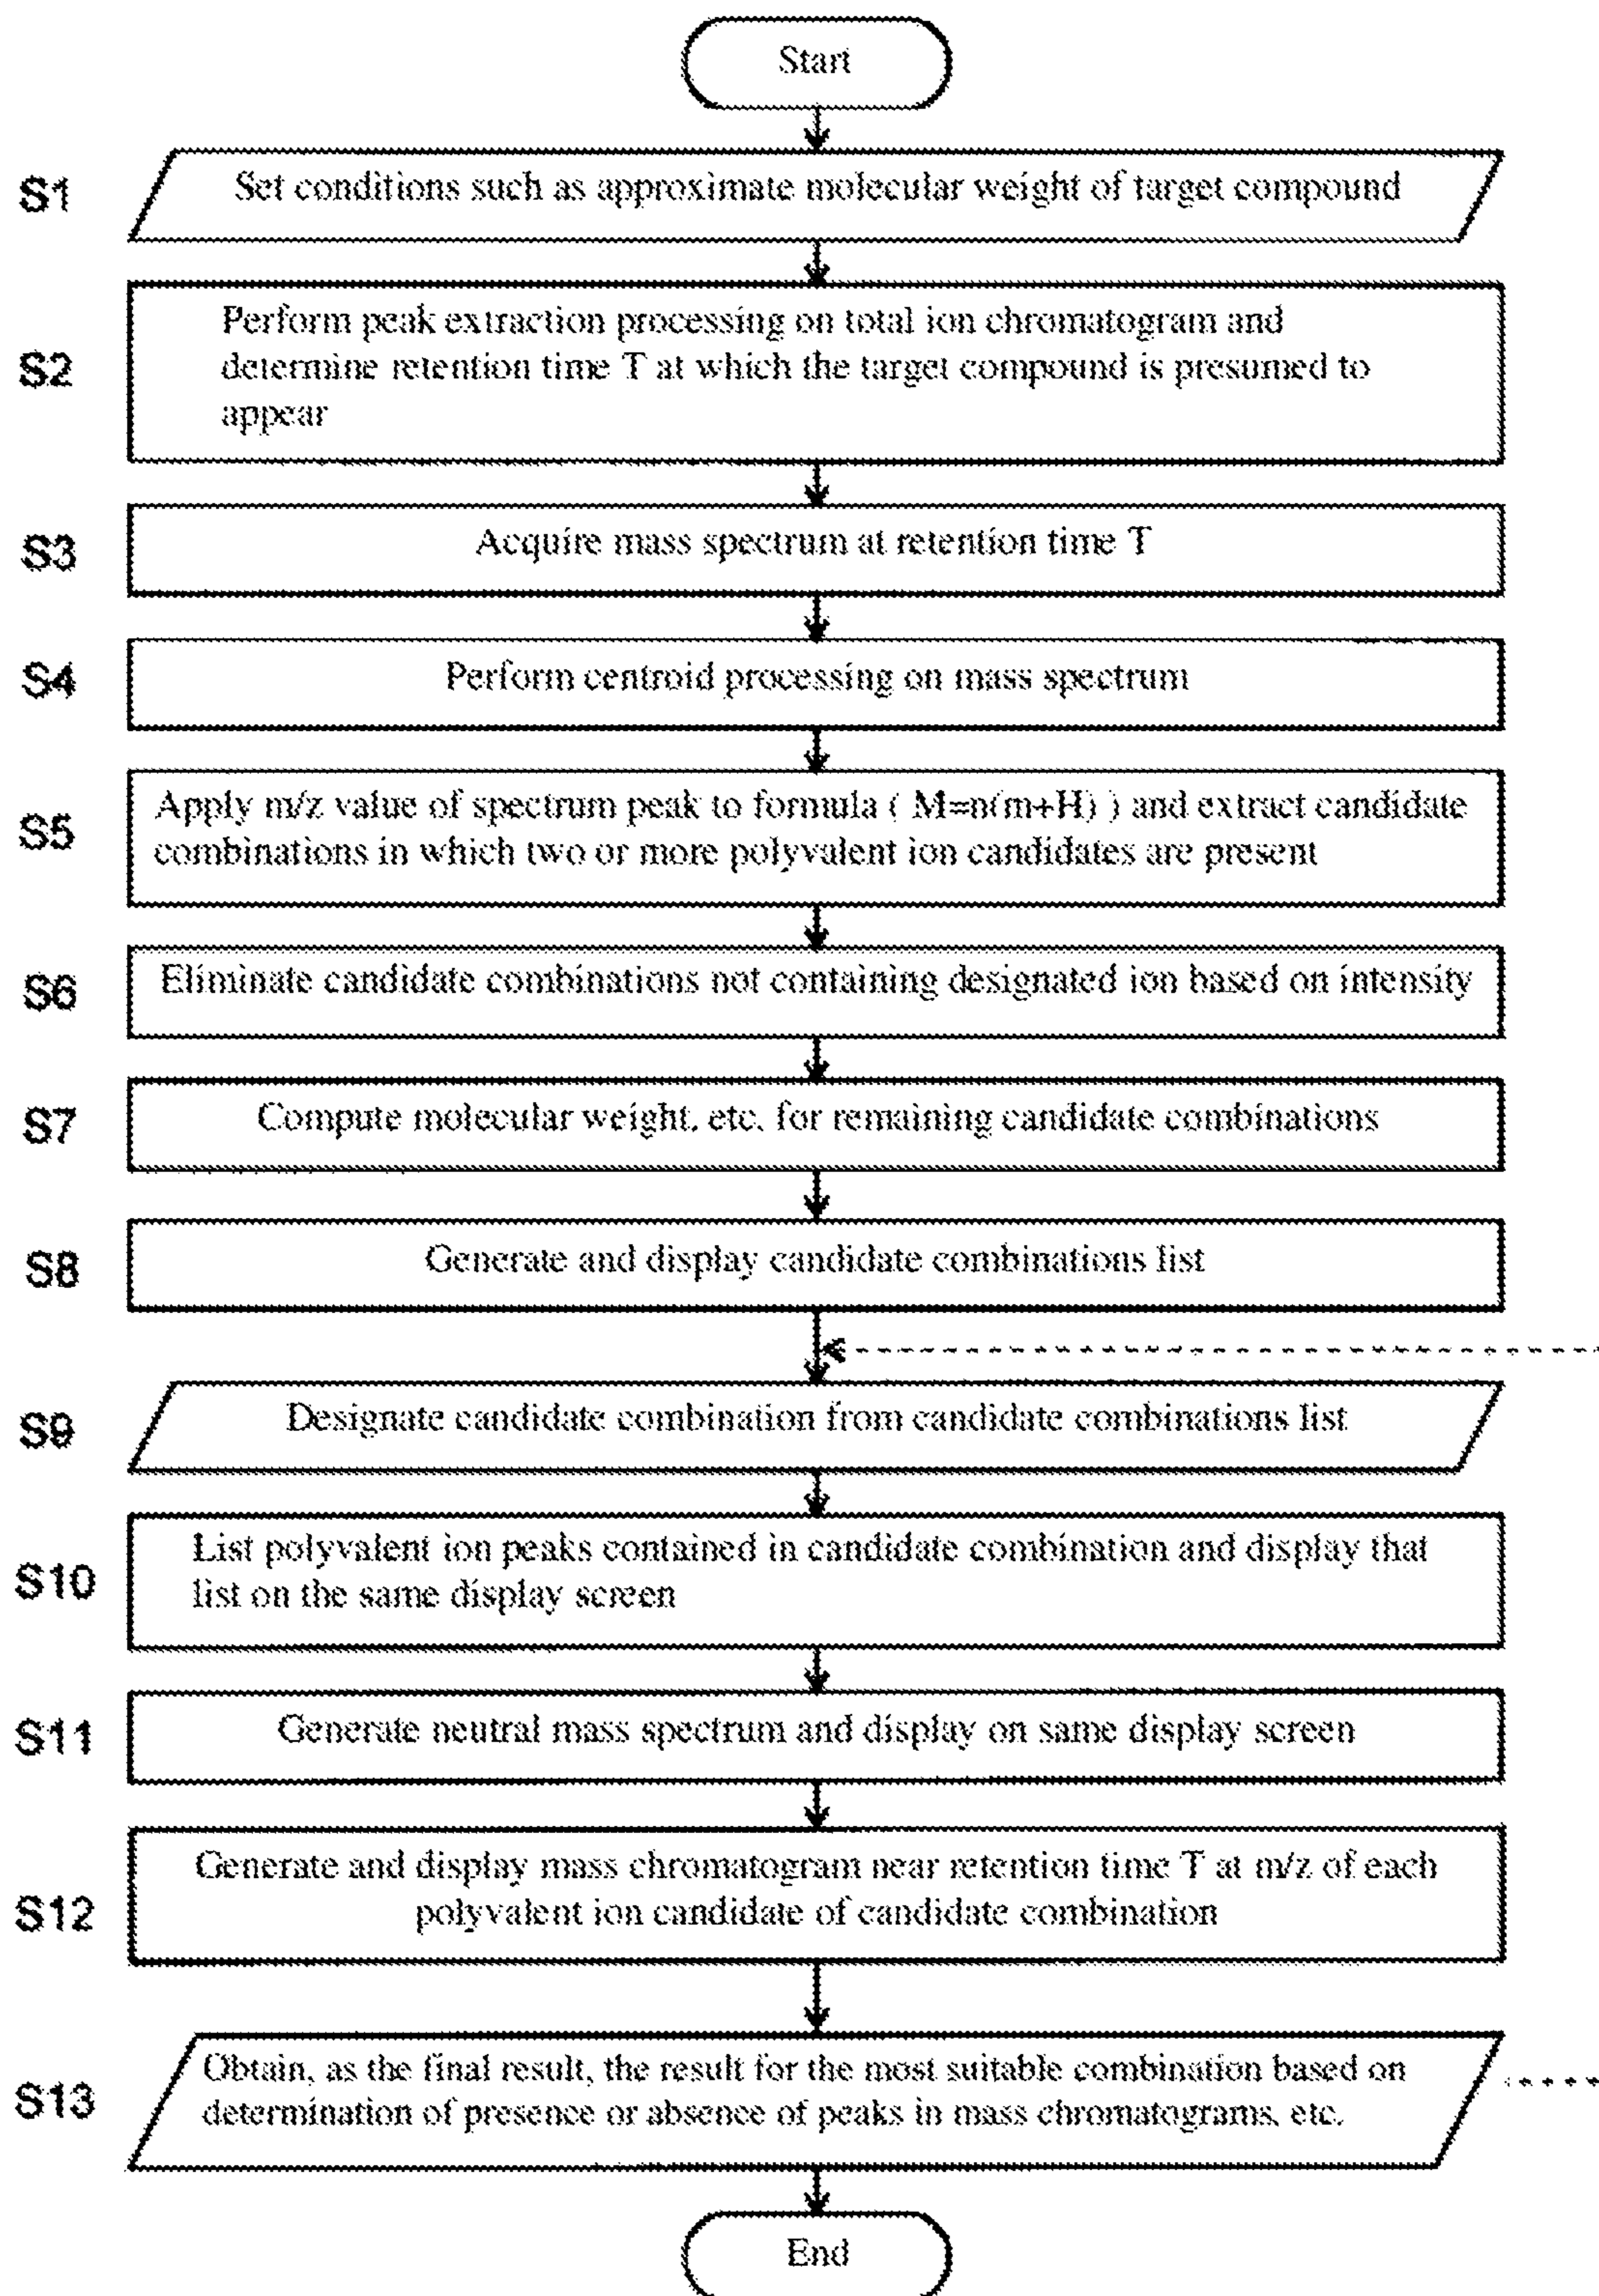 Start
S1
Set conditions such as approximate molecular weight of target compound
S2
Perform peak extraction processing on total ion chromatogram and
determine retention time T at which the target compound is presumed to
appear
S3
Acquire mass spectrum at retention time T
S4
Perform centroid processing on mass spectrum
S5
Apply m/z value of spectrum peak to formula ( M=n(m+H) ) and extract candidate
combinations in which two or more polyvalent ion candidates are present
S6
Eliminate candidate combinations not containing designated ion based on intensity
S7
Compute molecular weight, etc. for remaining candidate combinations
S8
Generate and display candidate combinations list
S9
Designate candidate combination from candidate combinations list
S10
List polyvalent ion peaks contained in candidate combination and display that
list on the same display screen
S11
Generate neutral mass spectrum and display on same display screen
S12
Generate and display mass chromatogram near retention time T at m/z of each
polyvalent ion candidate of candidate combination
S13
Obtain, as the final result, the result for the most suitable combination based on
determination of presence or absence of peaks in mass chromatograms, etc.
End